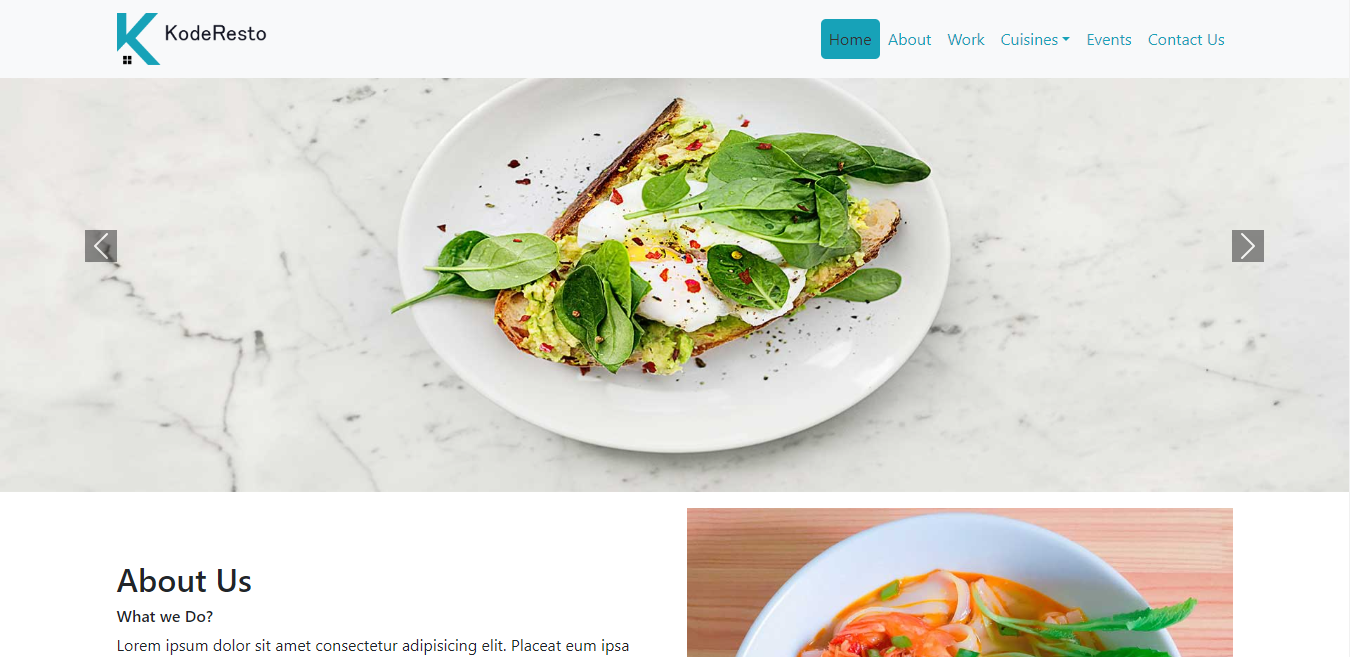 KodeResto
Home About Work Cuisines Events Contact Us
About Us
What we Do?
Lorem ipsum dolor sit amet consectetur adipisicing elit. Placeat eum ipsa